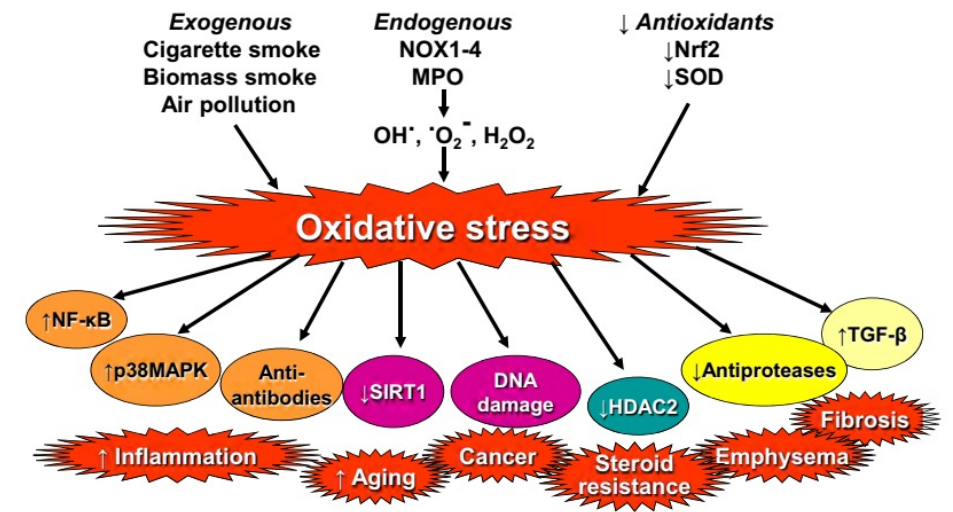 Exogenous
Cigarette smoke
Biomass smoke
Air pollution
Endogenous
NOX1-4
MPO
OH˙, ˙O₂⁻, H₂O₂
↓ Antioxidants
↓Nrf2
↓SOD
Oxidative stress
↑NF-κB
↑p38MAPK
Anti-
antibodies
↓SIRT1
DNA
damage
↓HDAC2
↓Antiproteases
↑TGF-β
↑ Inflammation
↑ Aging
Cancer
Steroid
resistance
Emphysema
Fibrosis